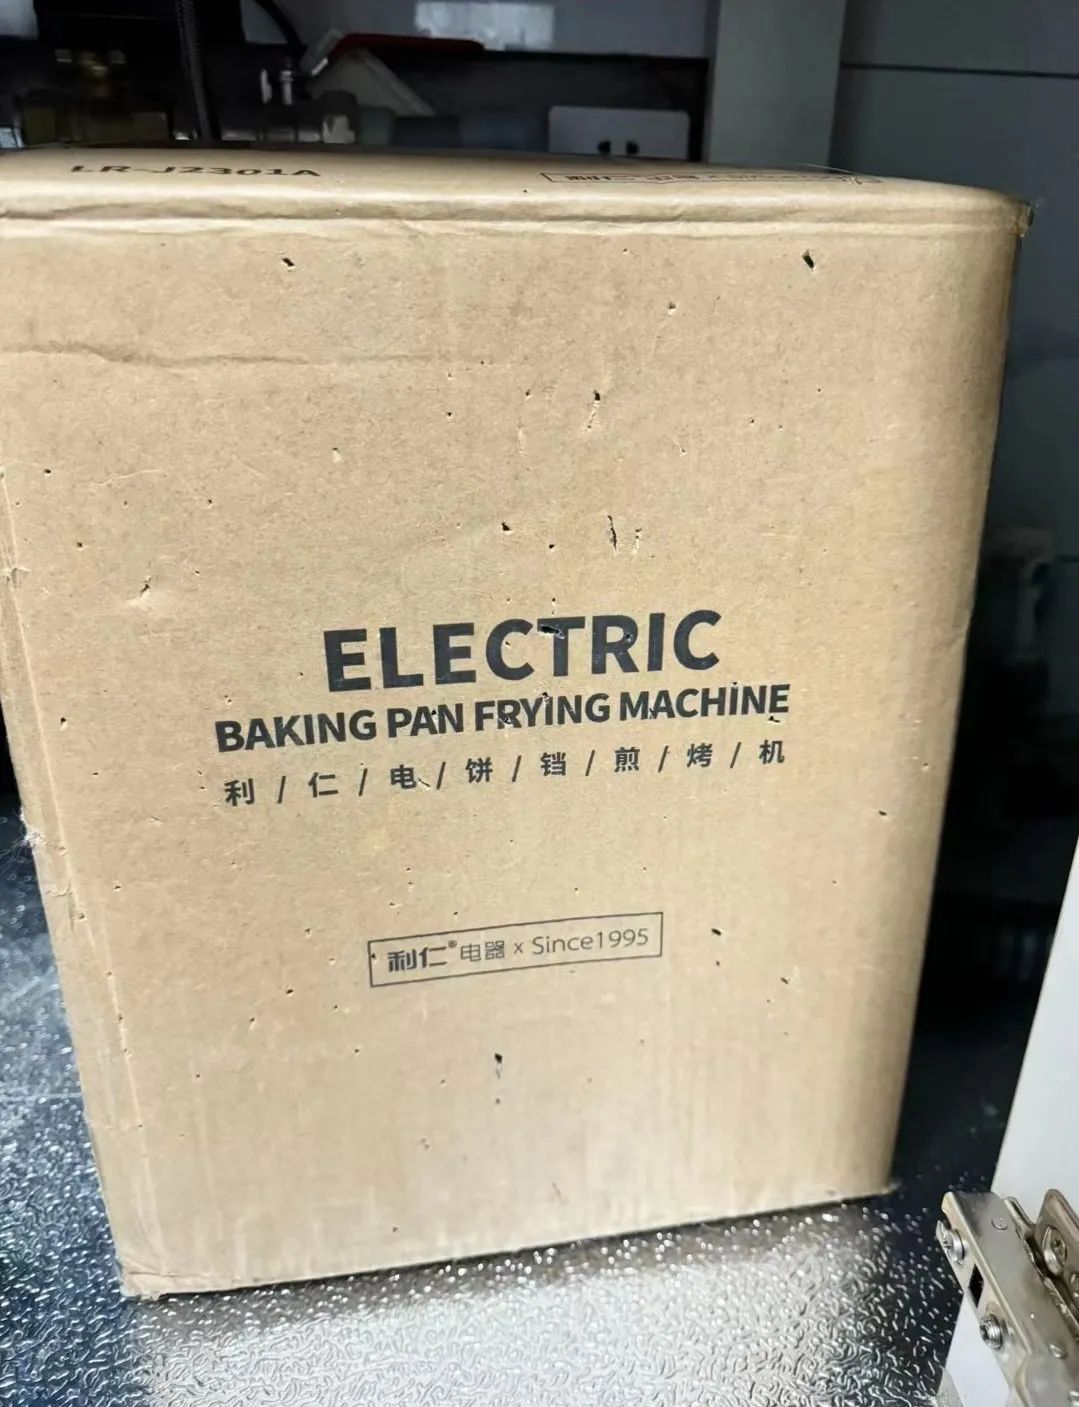 LR-J2301A
ELECTRIC
BAKING PAN FRYING MACHINE
利/仁/电/饼/铛/煎/烤/机
利仁®电器 x Since1995